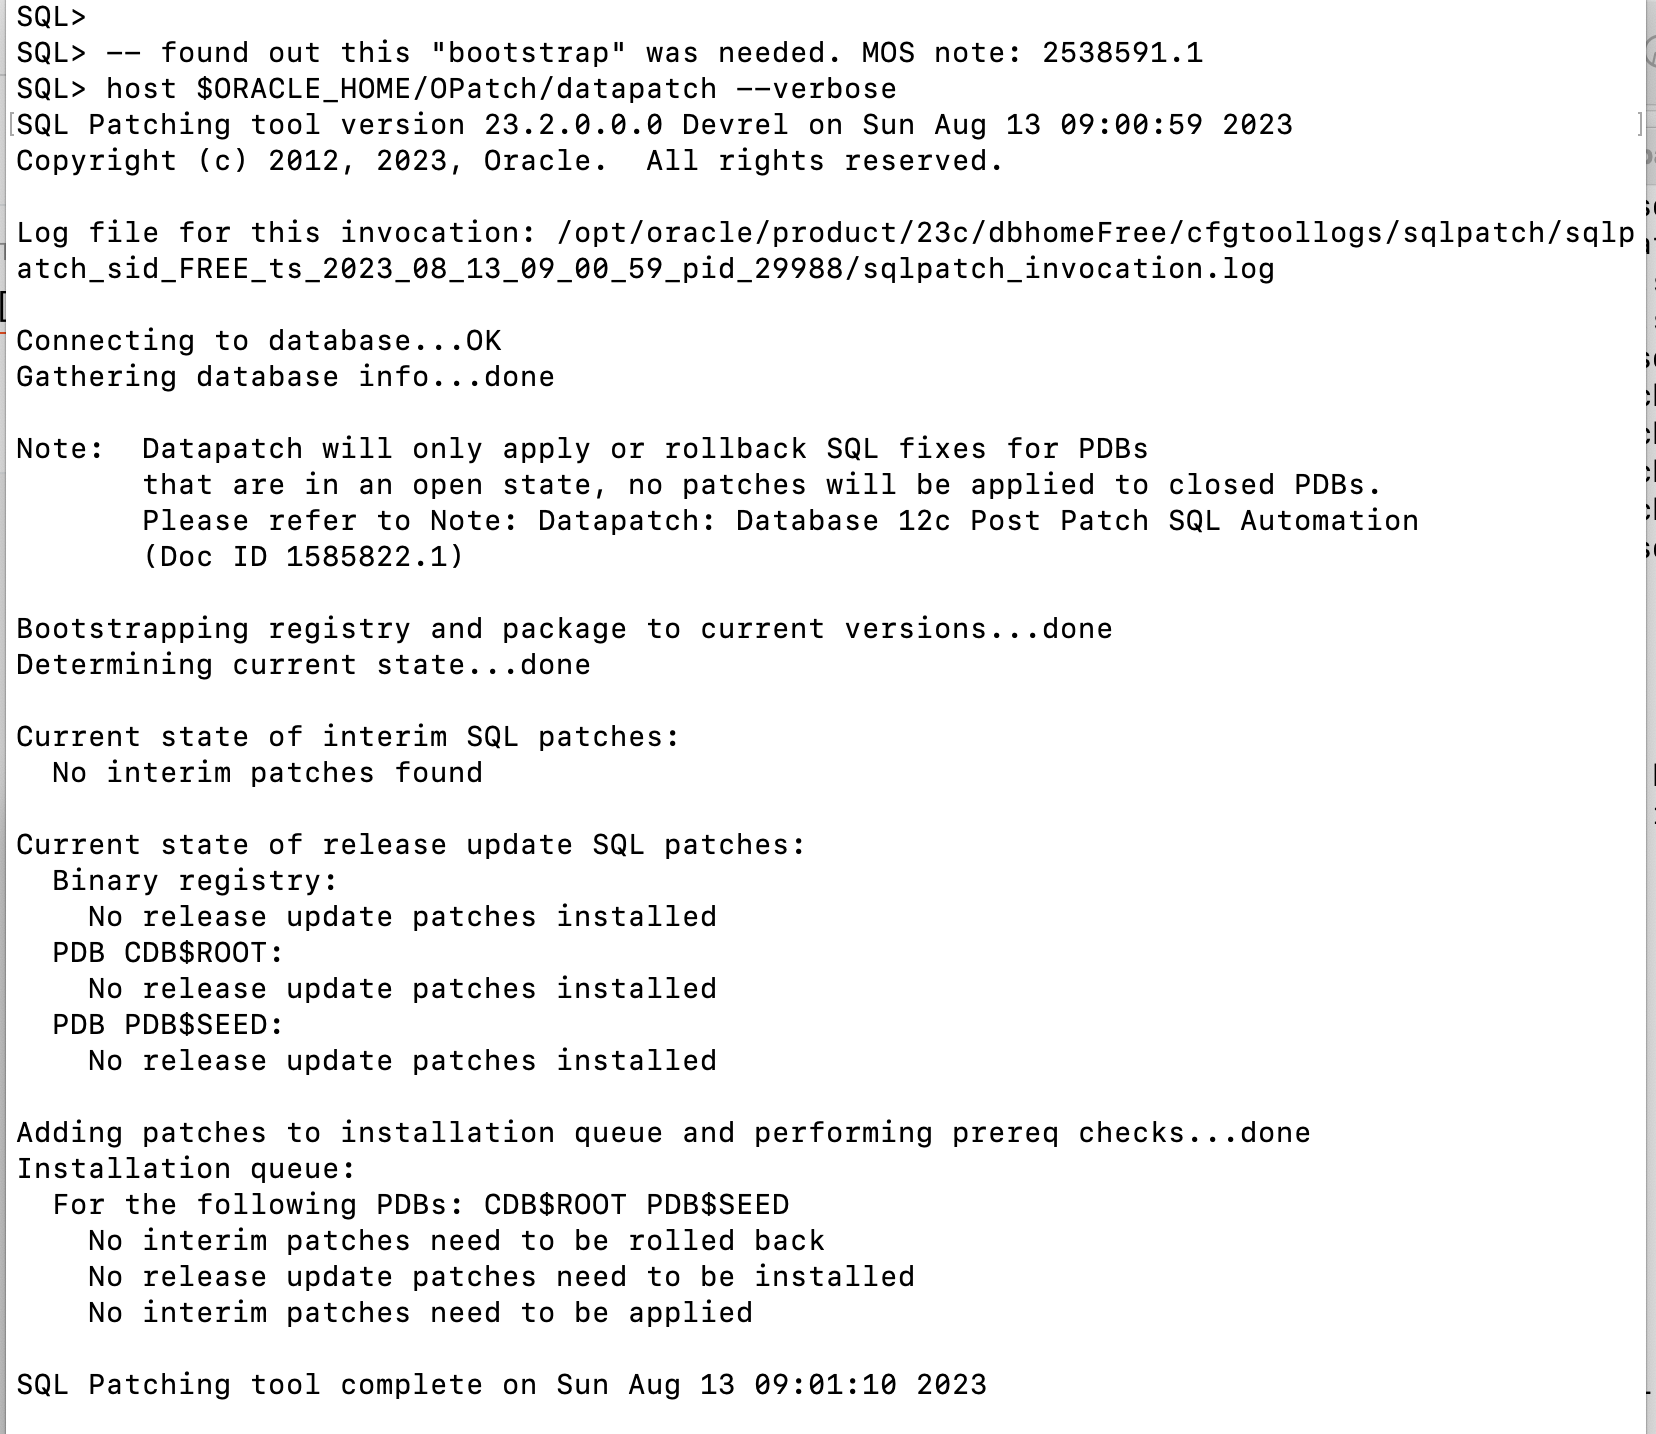 SQL>
SQL> -- found out this "bootstrap" was needed. MOS note: 2538591.1
SQL> host $ORACLE_HOME/OPatch/datapatch --verbose
SQL Patching tool version 23.2.0.0.0 Devrel on Sun Aug 13 09:00:59 2023
Copyright (c) 2012, 2023, Oracle.  All rights reserved.

Log file for this invocation: /opt/oracle/product/23c/dbhomeFree/cfgtoollogs/sqlpatch/sqlp
atch_sid_FREE_ts_2023_08_13_09_00_59_pid_29988/sqlpatch_invocation.log

Connecting to database...OK
Gathering database info...done

Note:  Datapatch will only apply or rollback SQL fixes for PDBs
       that are in an open state, no patches will be applied to closed PDBs.
       Please refer to Note: Datapatch: Database 12c Post Patch SQL Automation
       (Doc ID 1585822.1)

Bootstrapping registry and package to current versions...done
Determining current state...done

Current state of interim SQL patches:
  No interim patches found

Current state of release update SQL patches:
  Binary registry:
    No release update patches installed
  PDB CDB$ROOT:
    No release update patches installed
  PDB PDB$SEED:
    No release update patches installed

Adding patches to installation queue and performing prereq checks...done
Installation queue:
  For the following PDBs: CDB$ROOT PDB$SEED
    No interim patches need to be rolled back
    No release update patches need to be installed
    No interim patches need to be applied

SQL Patching tool complete on Sun Aug 13 09:01:10 2023